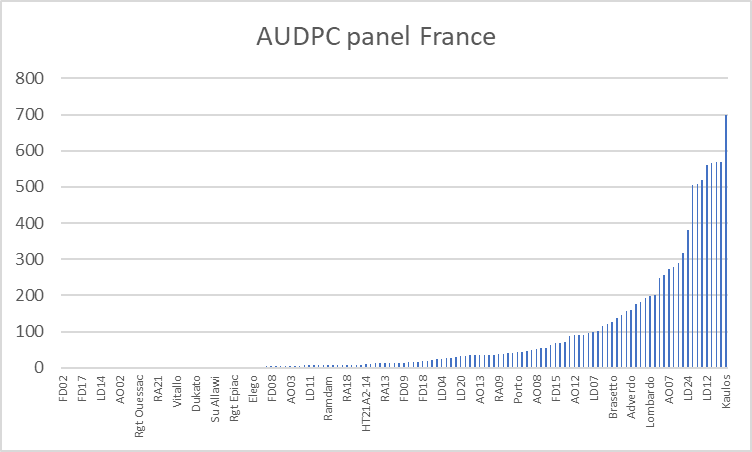 AUDPC panel France
800
700
600
500
400
300
200
100
0
FD02
FD17
LD14
AO02
Rgt Ouessac
RA21
Vitallo
Dukato
Su Allawi
Rgt Epiac
Elego
FD08
AO03
LD11
Ramdam
RA18
HT21A2-14
RA13
FD09
FD18
LD04
LD20
AO13
RA09
Porto
AO08
FD15
AO12
LD07
Brasetto
Adverdo
Lombardo
AO07
LD24
LD12
Kaulos